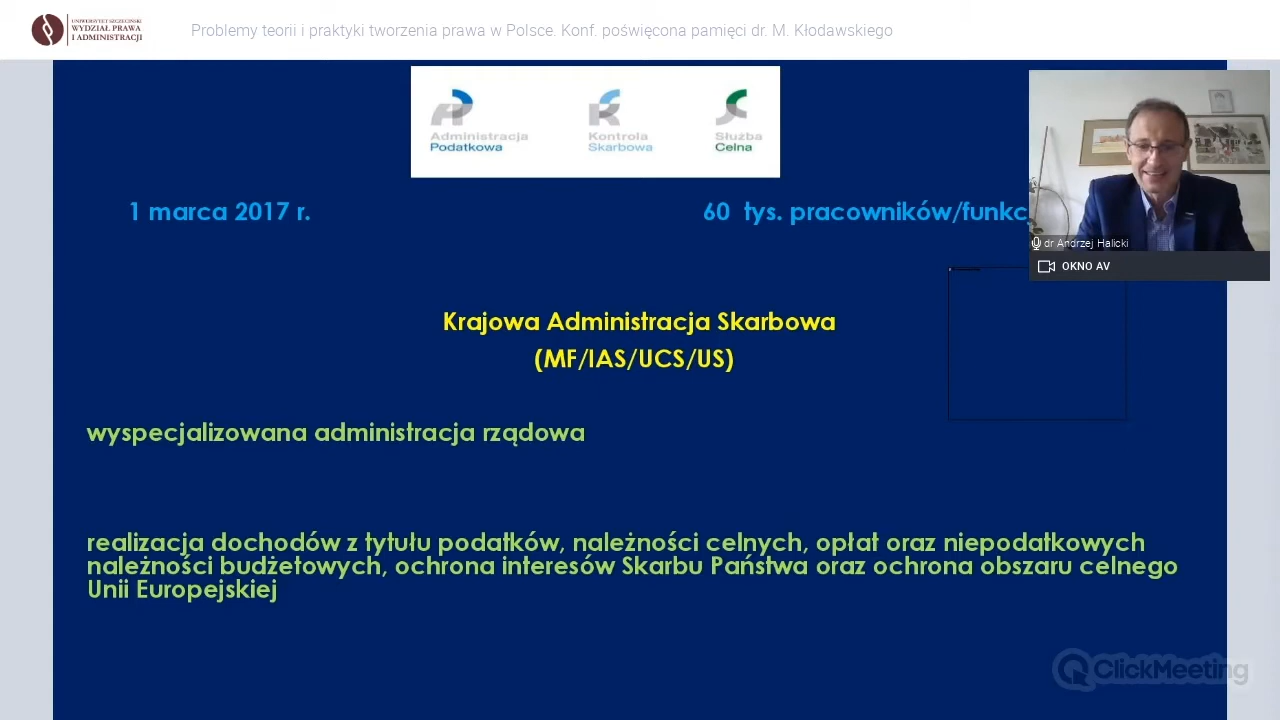 UNIWERSYTET SZCZECIŃSKI
WYDZIAŁ PRAWA
I ADMINISTRACJI
Problemy teorii i praktyki tworzenia prawa w Polsce. Konf. poświęcona pamięci dr. M. Kłodawskiego
Administracja
Podatkowa
Kontrola
Skarbowa
Służba
Celna
1 marca 2017 r.
60 tys. pracowników/funkc
dr Andrzej Halicki
OKNO AV
Krajowa Administracja Skarbowa
(MF/IAS/UCS/US)
wyspecjalizowana administracja rządowa
realizacja dochodów z tytułu podatków, należności celnych, opłat oraz niepodatkowych
należności budżetowych, ochrona interesów Skarbu Państwa oraz ochrona obszaru celnego
Unii Europejskiej
ClickMeeting